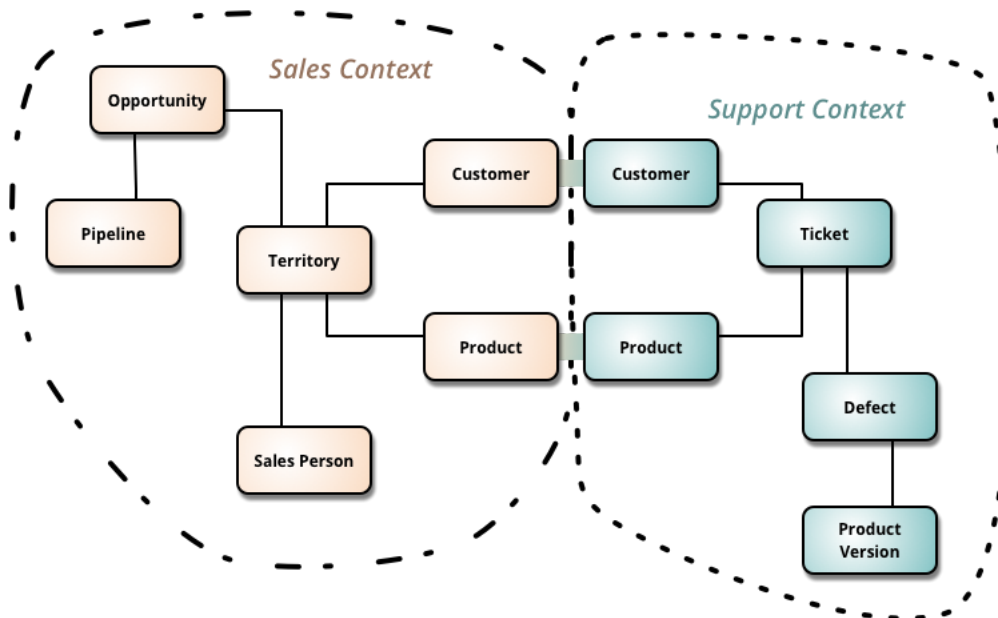 Sales Context
Opportunity
Support Context
Customer
Customer
Pipeline
Ticket
Territory
Product
Product
Defect
Sales Person
Product
Version